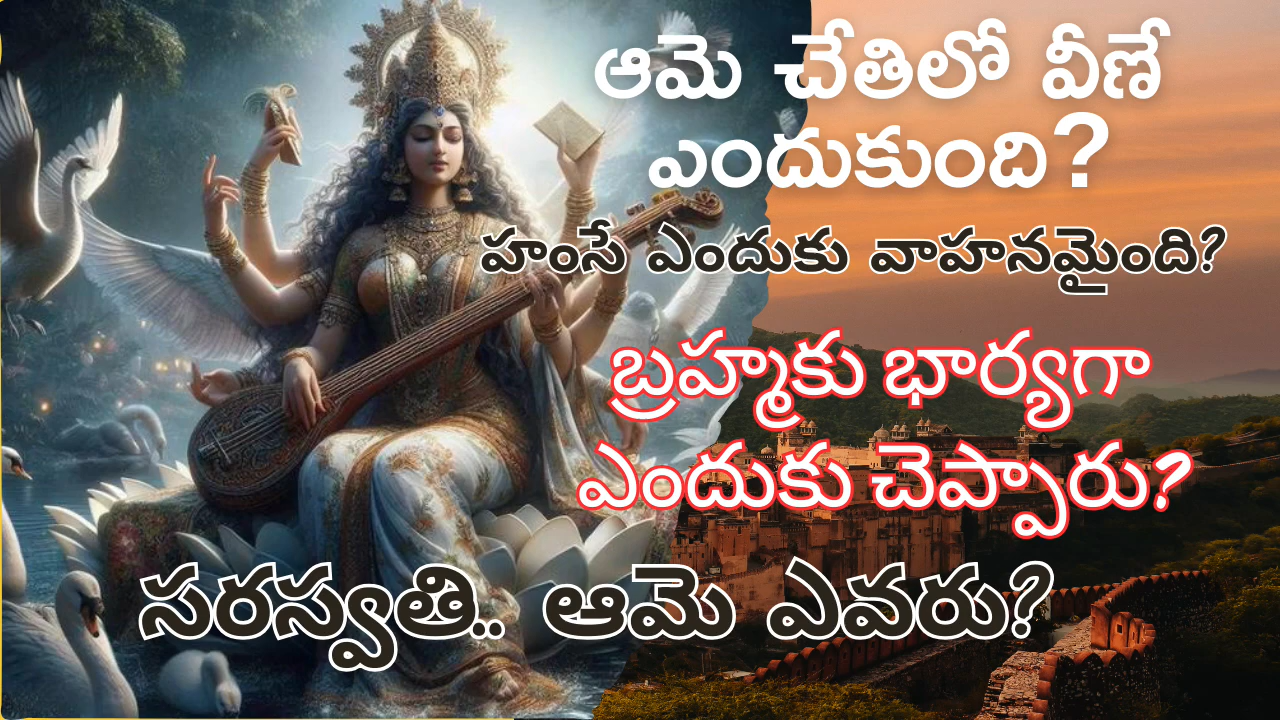 ఆమె చేతిలో వీణే
ఎందుకుంది?
హంసే ఎందుకు వాహనమైంది?
బ్రహ్మకు భార్యగా
ఎందుకు చెప్పారు?
సరస్వతి.. ఆమె ఎవరు?